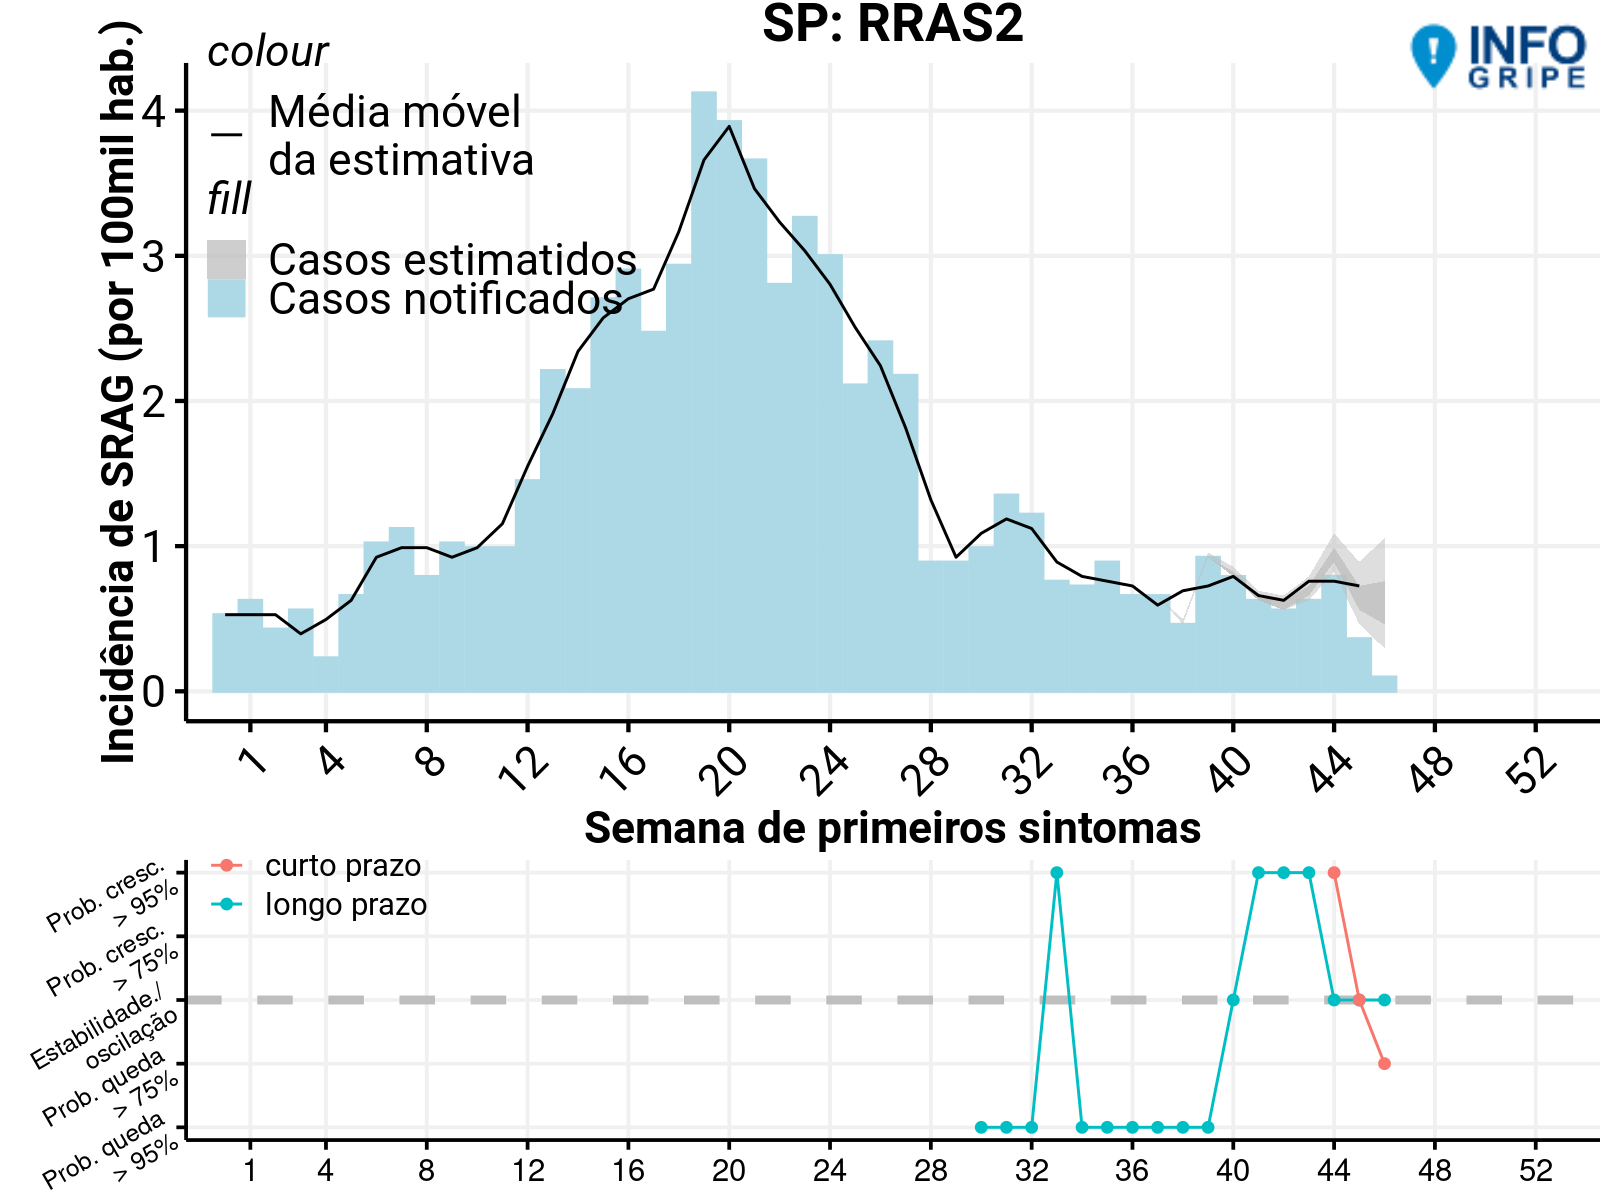 SP: RRAS2
INFO
GRIPE
colour
Média móvel
da estimativa
fill
Casos estimatidos
Casos notificados
Incidência de SRAG (por 100mil hab.)
4
3
2
1
0
1 4 8 12 16 20 24 28 32 36 40 44 48 52
Semana de primeiros sintomas
curto prazo
longo prazo
Prob. cresc.
> 95%
Prob. cresc.
> 75%
Estabilidade./
oscilação
Prob. queda
> 75%
Prob. queda
> 95%
1 4 8 12 16 20 24 28 32 36 40 44 48 52